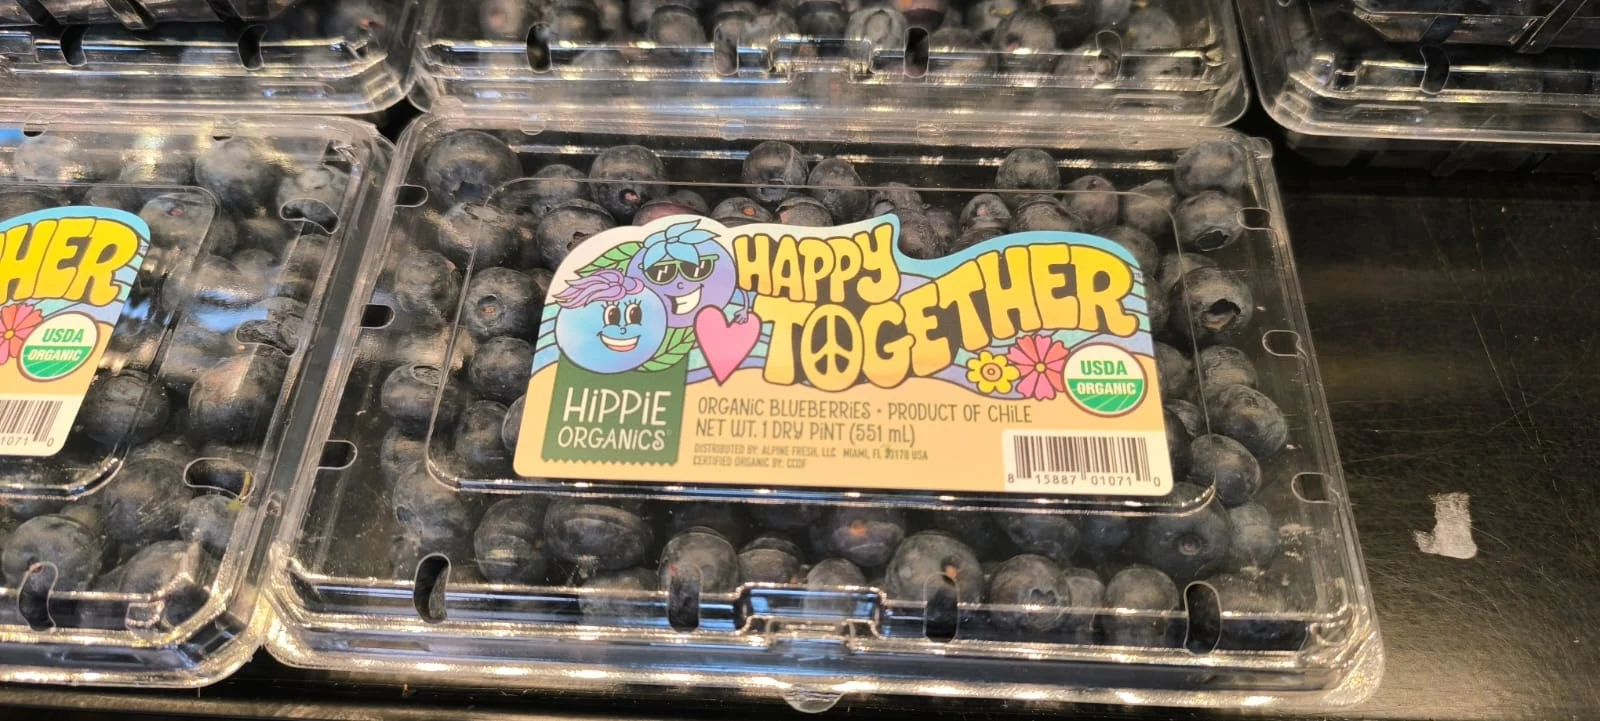 HER
USDA
ORGANIC
1071 0
HAPPY
TOGETHER
USDA
ORGANIC
HiPPiE
ORGANiCS
ORGANiC BLUEBERRiES • PRODUCT OF CHiLE
NET WT. 1 DRY PiNT (551 mL)
DISTRIBUTED BY: ALPINE FRESH, LLC MIAMI, FL 33178 USA
CERTIFIED ORGANIC BY: CCOF
8 15887 01071 0